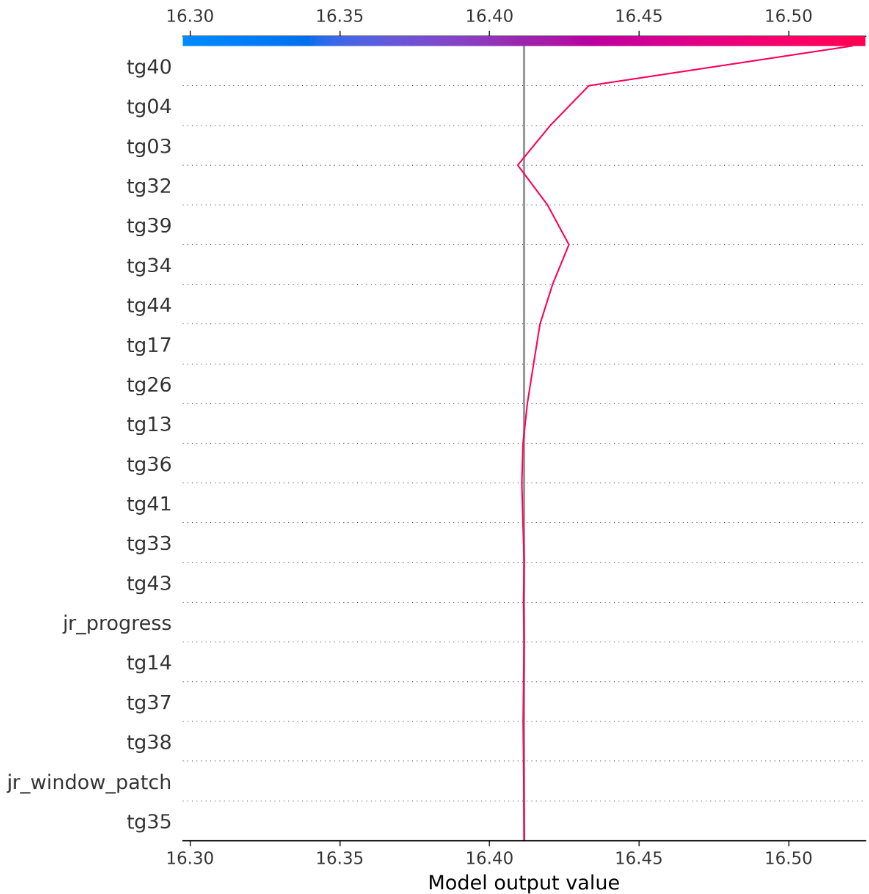 16.30 16.35 16.40 16.45 16.50
tg40
tg04
tg03
tg32
tg39
tg34
tg44
tg17
tg26
tg13
tg36
tg41
tg33
tg43
jr_progress
tg14
tg37
tg38
jr_window_patch
tg35
16.30 16.35 16.40 16.45 16.50
Model output value